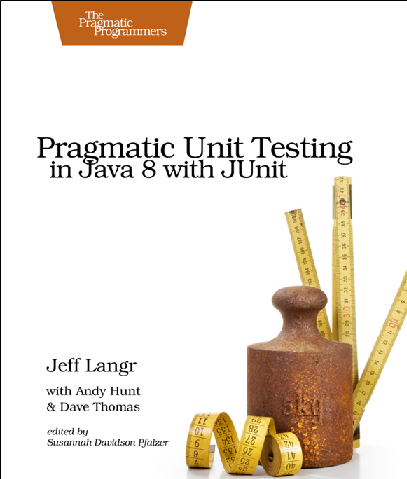 The
Pragmatic
Programmers
Pragmatic Unit Testing
in Java 8 with JUnit
Jeff Langr
with Andy Hunt
& Dave Thomas
edited by
Susannah Davidson Pfalzer
5kg